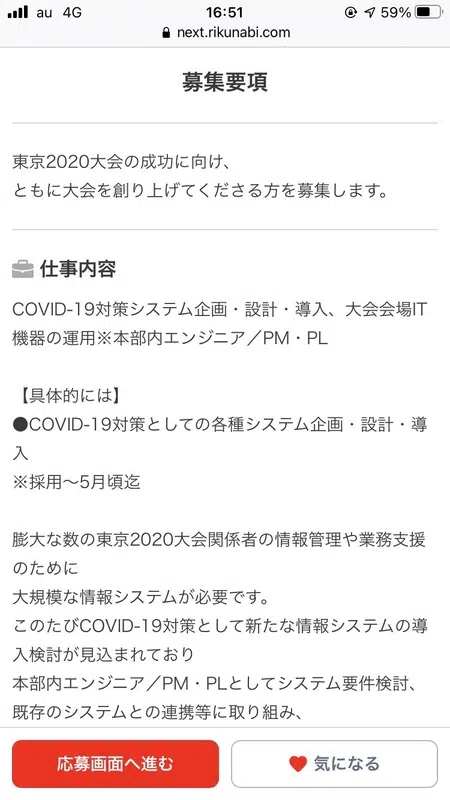 au 4G 16:51 59%
next.rikunabi.com
募集要項
東京2020大会の成功に向け、
ともに大会を創り上げてくださる方を募集します。
仕事内容
COVID-19対策システム企画・設計・導入、大会会場IT
機器の運用※本部内エンジニア／PM・PL
【具体的には】
●COVID-19対策としての各種システム企画・設計・導
入
※採用〜5月頃迄
膨大な数の東京2020大会関係者の情報管理や業務支援
のために
大規模な情報システムが必要です。
このたびCOVID-19対策として新たな情報システムの導
入検討が見込まれており
本部内エンジニア／PM・PLとしてシステム要件検討、
既存のシステムとの連携等に取り組み、
応募画面へ進む 気になる